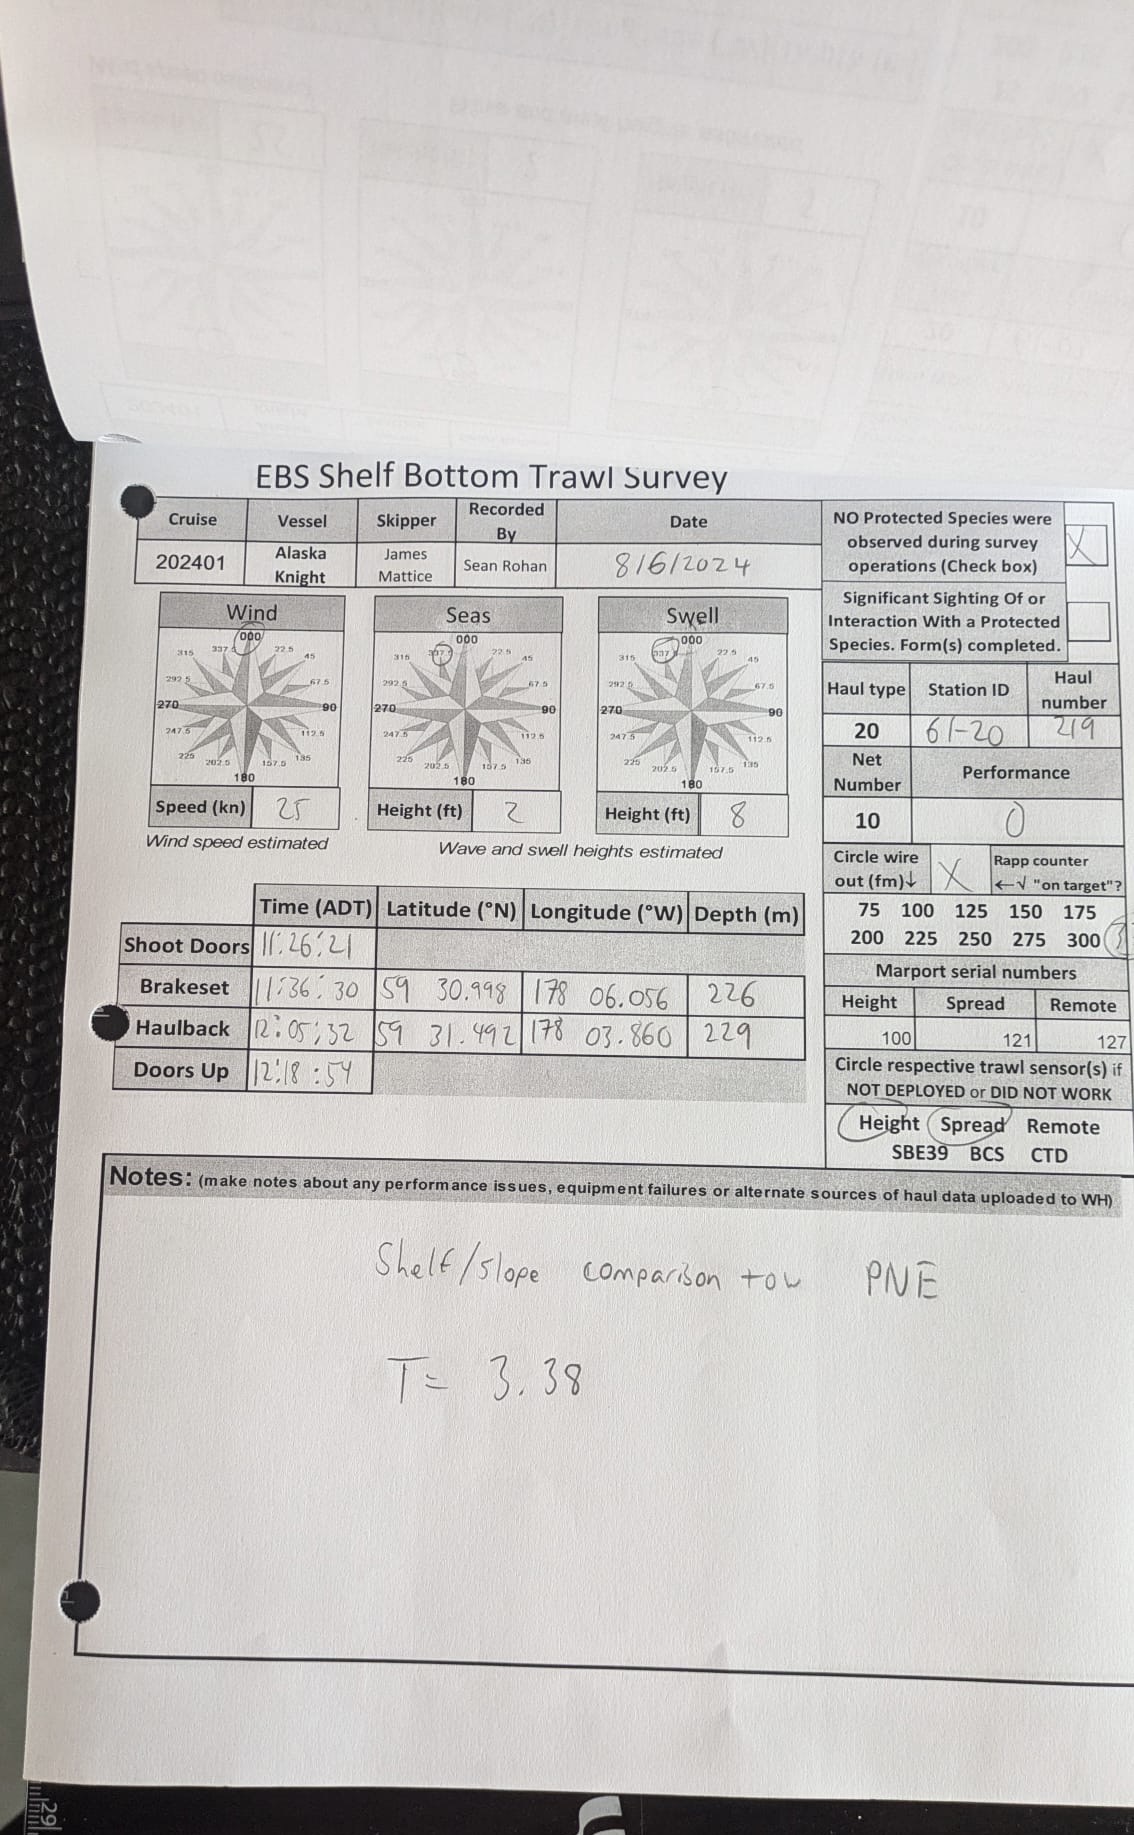 EBS Shelf Bottom Trawl Survey
Cruise Vessel Skipper Recorded By Date
202401 Alaska Knight James Mattice Sean Rohan 8/6/2024
NO Protected Species were observed during survey operations (Check box) X
Significant Sighting Of or Interaction With a Protected Species. Form(s) completed.
Wind Seas Swell
000 22.5 45 67.5 90 112.5 135 157.5 180 202.5 225 247.5 270 292.5 315 337.5
000 22.5 45 67.5 90 112.5 135 157.5 180 202.5 225 247.5 270 292.5 315 337.5
000 22.5 45 67.5 90 112.5 135 157.5 180 202.5 225 247.5 270 292.5 315 337.5
Speed (kn) 25 Height (ft) 2 Height (ft) 8
Wind speed estimated Wave and swell heights estimated
Haul type Station ID Haul number
20 61-20 219
Net Number Performance
10 0
Circle wire out (fm)↓ X Rapp counter ←√ "on target"?
75 100 125 150 175
200 225 250 275 300
Marport serial numbers
Height Spread Remote
100 121 127
Circle respective trawl sensor(s) if
NOT DEPLOYED or DID NOT WORK
Height Spread Remote
SBE39 BCS CTD
Time (ADT) Latitude (°N) Longitude (°W) Depth (m)
Shoot Doors 11:26:21
Brakeset 11:36:30 59 30.998 178 06.056 226
Haulback 12:05:32 59 31.492 178 03.860 229
Doors Up 12:18:54
Notes: (make notes about any performance issues, equipment failures or alternate sources of haul data uploaded to WH)
Shelf/slope comparison tow PNE
T= 3.38
29